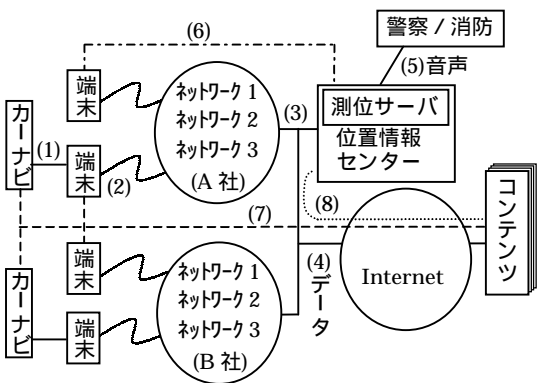 (6)
警察 / 消防
(5)音声
端末
ネットワーク 1
ネットワーク 2
ネットワーク 3
(A 社)
(3)
測位サーバ
位置情報
センター
カーナビ
(1)
端末
(2)
(8)
コンテンツ
(7)
端末
ネットワーク 1
ネットワーク 2
ネットワーク 3
(B 社)
(4)
データ
Internet
カーナビ
端末